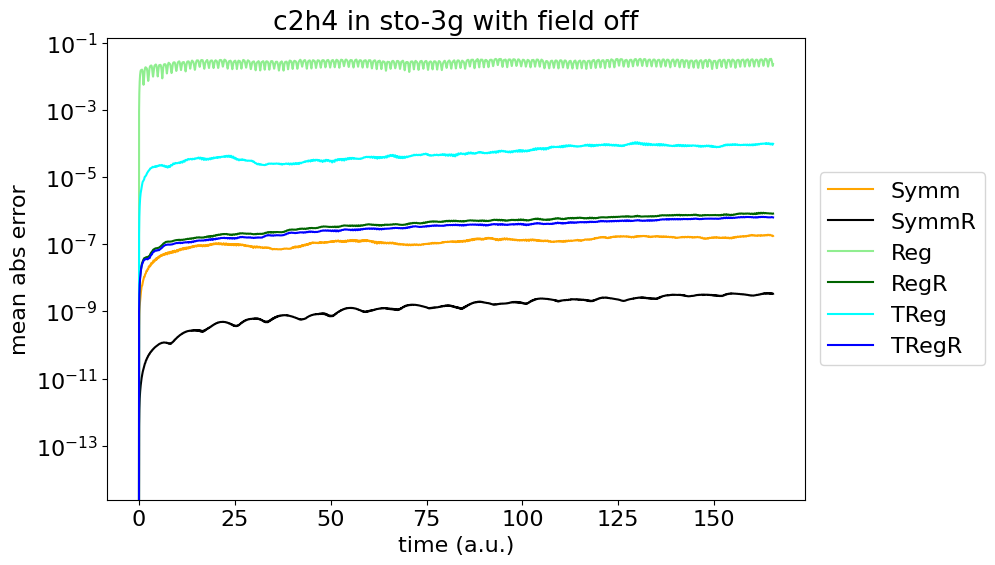 c2h4 in sto-3g with field off
mean abs error
10⁻¹
10⁻³
10⁻⁵
10⁻⁷
10⁻⁹
10⁻¹¹
10⁻¹³
0 25 50 75 100 125 150
time (a.u.)
Symm
SymmR
Reg
RegR
TReg
TRegR